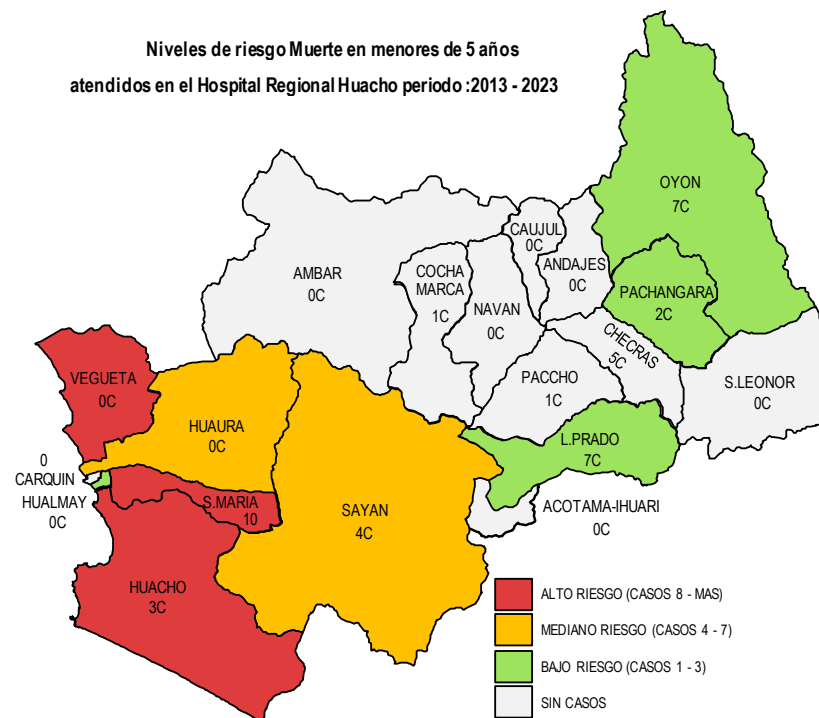 Niveles de riesgo Muerte en menores de 5 años
atendidos en el Hospital Regional Huacho periodo :2013 - 2023
OYON
7C
CAUJUL
0C
ANDAJES
0C
AMBAR
0C
COCHA
MARCA
1C
NAVAN
0C
PACHANGARA
2C
CHECRAS
5C
S.LEONOR
0C
PACCHO
1C
VEGUETA
0C
HUAURA
0C
L.PRADO
7C
0
CARQUIN
HUALMAY
0C
S.MARIA
10
SAYAN
4C
ACOTAMA-IHUARI
0C
HUACHO
3C
ALTO RIESGO (CASOS 8 - MAS)
MEDIANO RIESGO (CASOS 4 - 7)
BAJO RIESGO (CASOS 1 - 3)
SIN CASOS